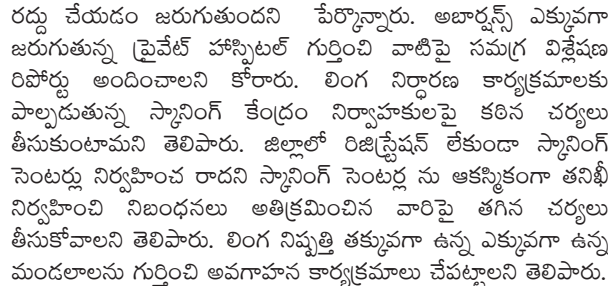 రద్దు చేయడం జరుగుతుందని పేర్కొన్నారు. అబార్షన్స్ ఎక్కువగా
జరుగుతున్న ప్రైవేట్ హాస్పిటల్ గుర్తించి వాటిపై సమగ్ర విశ్లేషణ
రిపోర్టు అందించాలని కోరారు. లింగ నిర్ధారణ కార్యక్రమాలకు
పాల్పడుతున్న స్కానింగ్ కేంద్రం నిర్వాహకులపై కఠిన చర్యలు
తీసుకుంటామని తెలిపారు. జిల్లాలో రిజిస్ట్రేషన్ లేకుండా స్కానింగ్
సెంటర్లు నిర్వహించ రాదని స్కానింగ్ సెంటర్ల ను ఆకస్మికంగా తనిఖీ
నిర్వహించి నిబంధనలు అతిక్రమించిన వారిపై తగిన చర్యలు
తీసుకోవాలని తెలిపారు. లింగ నిష్పత్తి తక్కువగా ఉన్న ఎక్కువగా ఉన్న
మండలాలను గుర్తించి అవగాహన కార్యక్రమాలు చేపట్టాలని తెలిపారు.